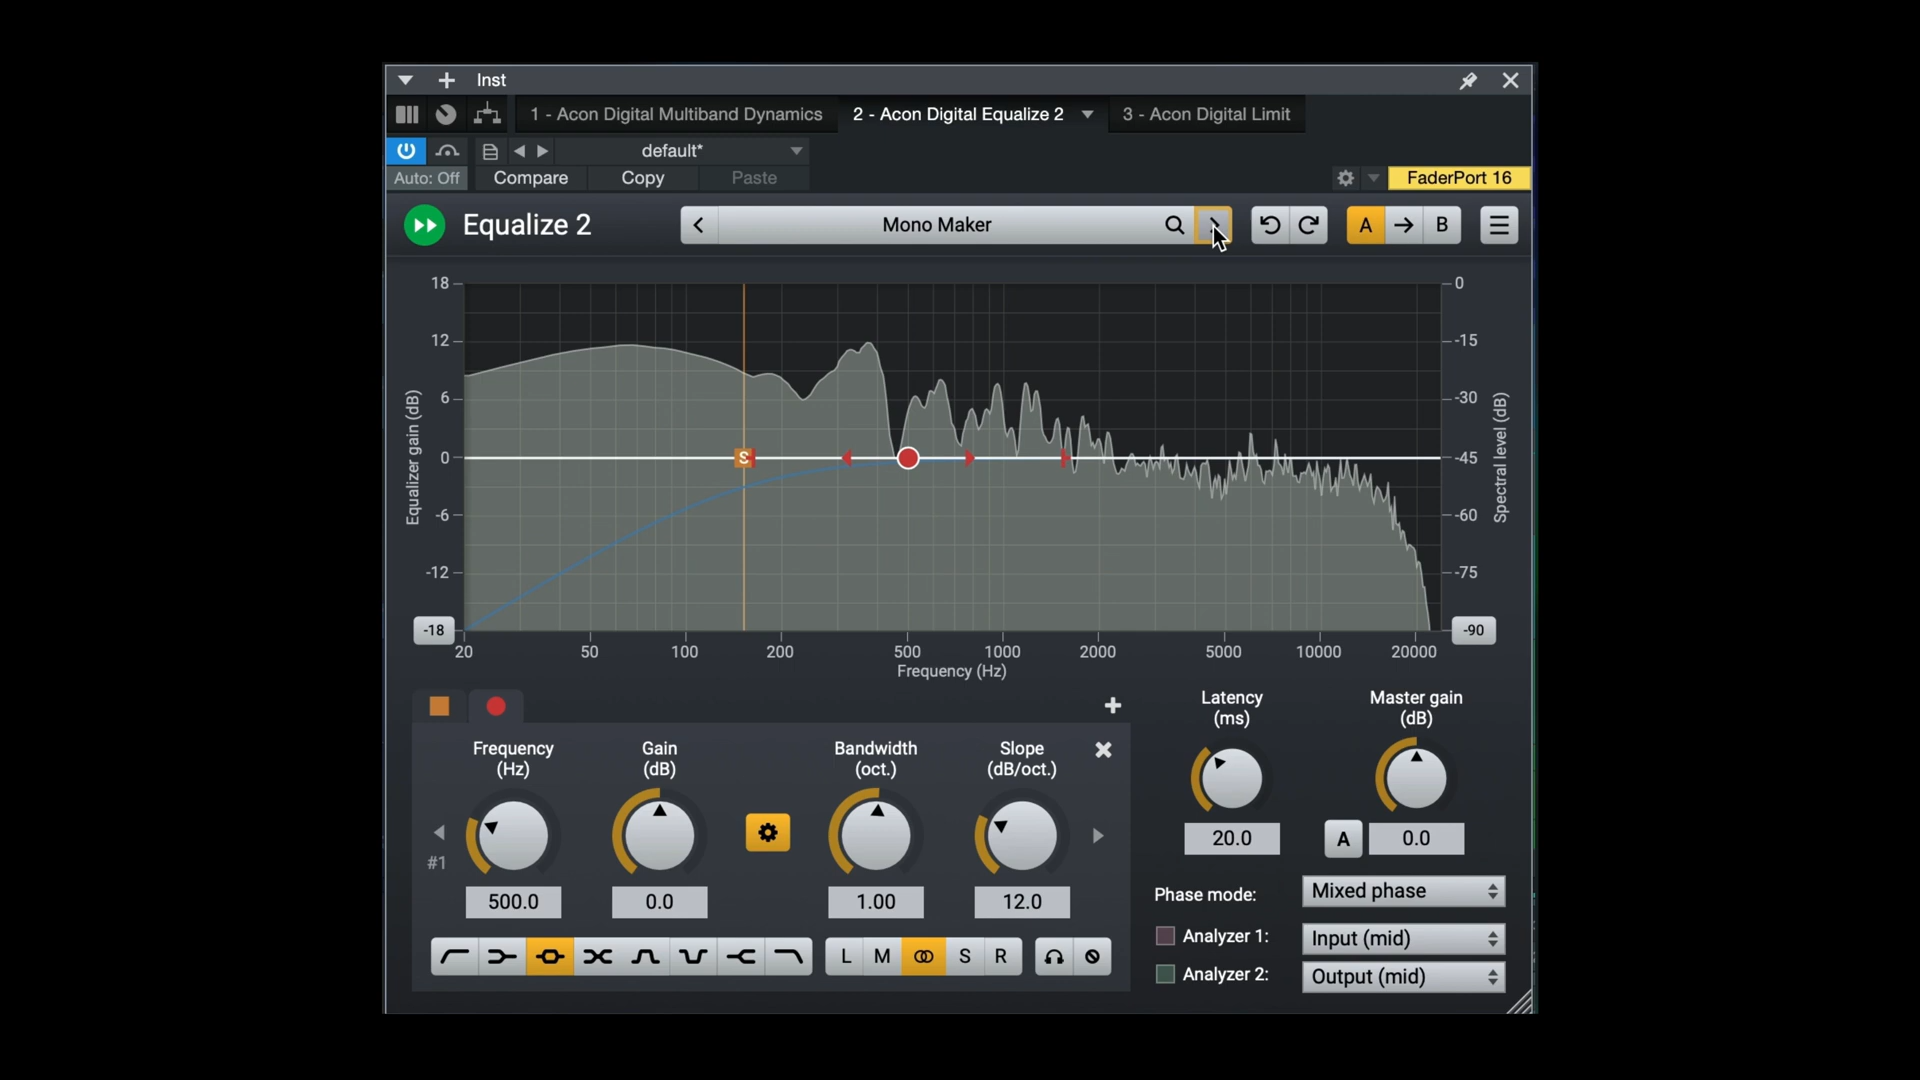 Inst
1 - Acon Digital Multiband Dynamics
2 - Acon Digital Equalize 2
3 - Acon Digital Limit
default*
Auto: Off
Compare
Copy
Paste
FaderPort 16
Equalize 2
Mono Maker
A
B
18
12
6
0
-6
-12
-18
Equalizer gain (dB)
S
0
-15
-30
-45
-60
-75
-90
Spectral level (dB)
20
50
100
200
500
1000
2000
5000
10000
20000
Frequency (Hz)
Frequency
(Hz)
Gain
(dB)
Bandwidth
(oct.)
Slope
(dB/oct.)
#1
500.0
0.0
1.00
12.0
L
M
S
R
Latency
(ms)
Master gain
(dB)
20.0
A
0.0
Phase mode:
Mixed phase
Analyzer 1:
Input (mid)
Analyzer 2:
Output (mid)